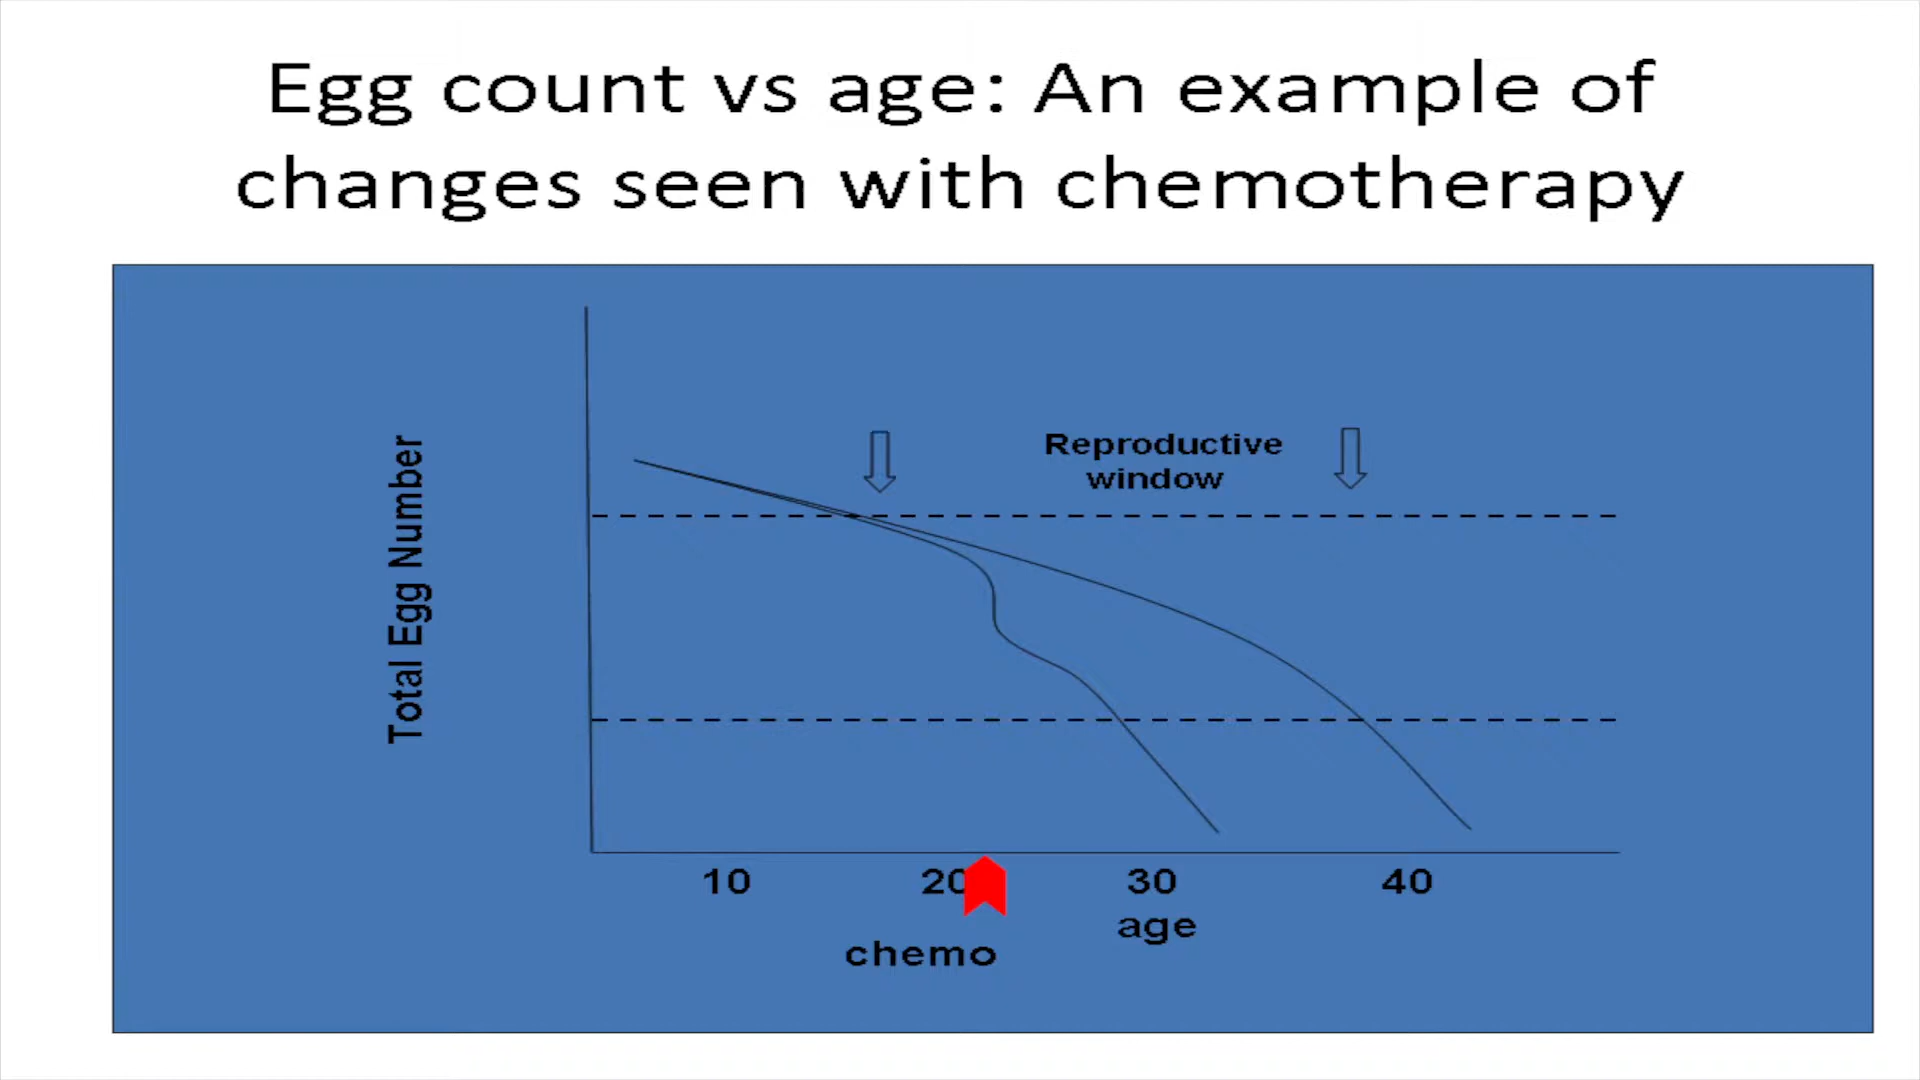 Egg count vs age: An example of
changes seen with chemotherapy
Total Egg Number
Reproductive
window
10 20 30 40
age
chemo